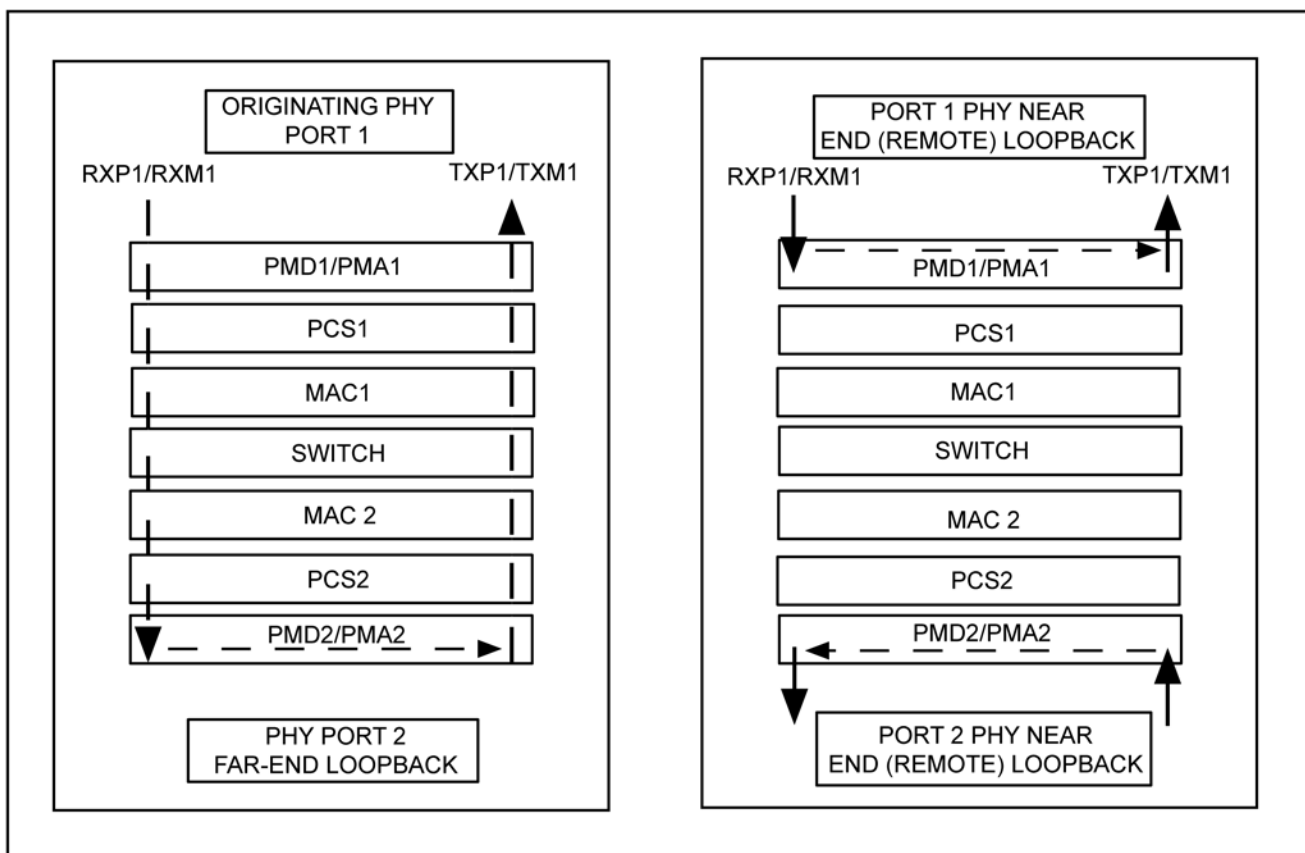 ORIGINATING PHY
PORT 1
RXP1/RXM1
TXP1/TXM1
PMD1/PMA1
PCS1
MAC1
SWITCH
MAC 2
PCS2
PMD2/PMA2
PHY PORT 2
FAR-END LOOPBACK
PORT 1 PHY NEAR
END (REMOTE) LOOPBACK
RXP1/RXM1
TXP1/TXM1
PMD1/PMA1
PCS1
MAC1
SWITCH
MAC 2
PCS2
PMD2/PMA2
PORT 2 PHY NEAR
END (REMOTE) LOOPBACK